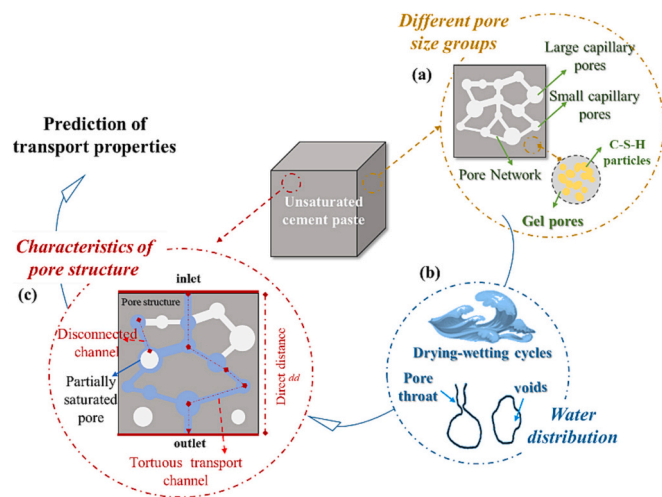 Different pore
size groups
(a)
Large capillary
pores
Small capillary
pores
C-S-H
particles
Pore Network
Gel pores
Prediction of
transport properties
Unsaturated
cement paste
Characteristics of
pore structure
(c)
inlet
Pore structure
Disconnected
channel
Partially
saturated
pore
Direct distance
dd
outlet
Tortuous transport
channel
(b)
Drying-wetting cycles
Pore
throat
voids
Water
distribution